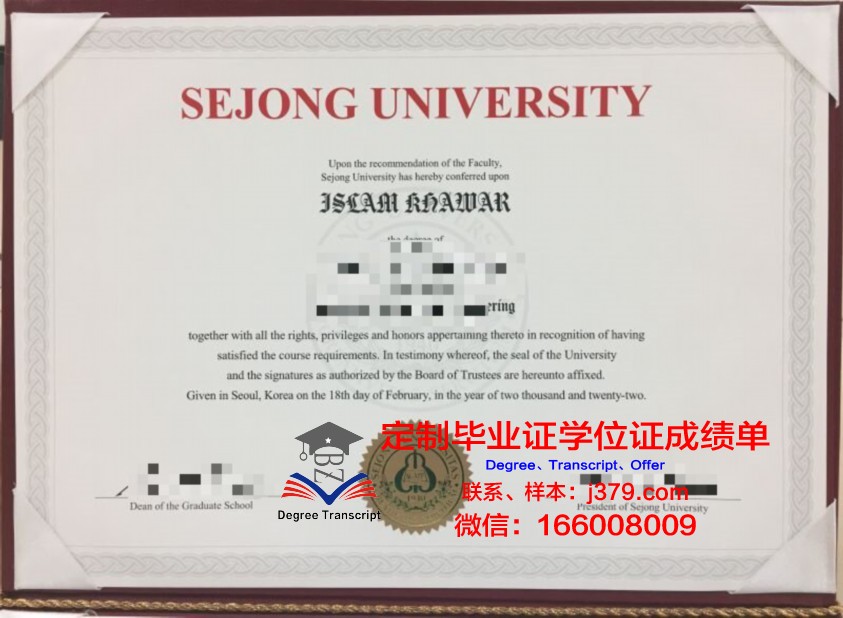 SEJONG UNIVERSITY
Upon the recommendation of the Faculty,
Sejong University has hereby conferred upon
ISLAM KHAWAR
the degree of
together with all the rights, privileges and honors appertaining thereto in recognition of having
satisfied the course requirements. In testimony whereof, the seal of the University
and the signatures as authorized by the Board of Trustees are hereunto affixed.
Given in Seoul, Korea on the 18th day of February, in the year of two thousand and twenty-two.
定制毕业证学位证成绩单
Degree、Transcript、Offer
联系、样本：j379.com
微信：166008009
Dean of the Graduate School
President of Sejong University
BZ
Degree Transcript
1940